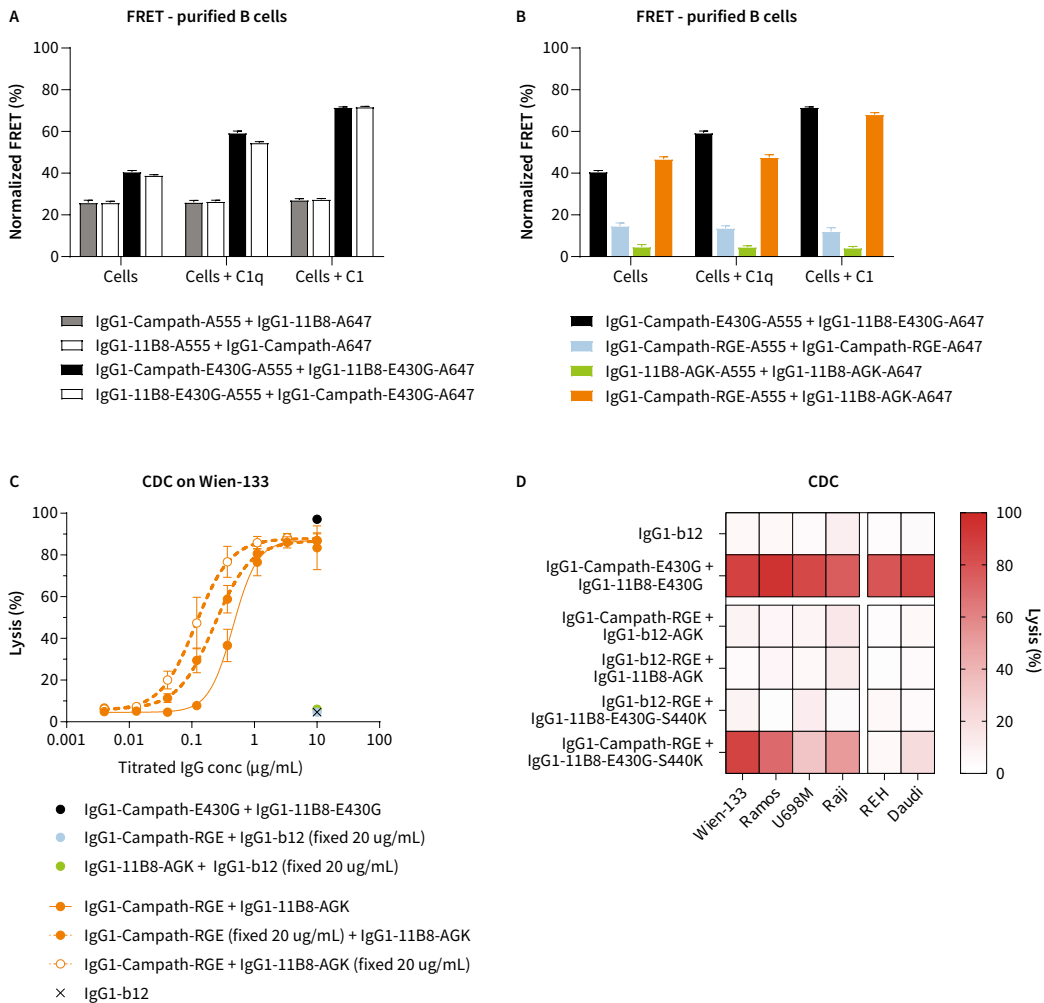 A
FRET - purified B cells
Normalized FRET (%)
100
80
60
40
20
0
Cells
Cells + C1q
Cells + C1
IgG1-Campath-A555 + IgG1-11B8-A647
IgG1-11B8-A555 + IgG1-Campath-A647
IgG1-Campath-E430G-A555 + IgG1-11B8-E430G-A647
IgG1-11B8-E430G-A555 + IgG1-Campath-E430G-A647
B
FRET - purified B cells
Normalized FRET (%)
100
80
60
40
20
0
Cells
Cells + C1q
Cells + C1
IgG1-Campath-E430G-A555 + IgG1-11B8-E430G-A647
IgG1-Campath-RGE-A555 + IgG1-Campath-RGE-A647
IgG1-11B8-AGK-A555 + IgG1-11B8-AGK-A647
IgG1-Campath-RGE-A555 + IgG1-11B8-AGK-A647
C
CDC on Wien-133
Lysis (%)
100
80
60
40
20
0
0.001
0.01
0.1
1
10
100
Titrated IgG conc (µg/mL)
IgG1-Campath-E430G + IgG1-11B8-E430G
IgG1-Campath-RGE + IgG1-b12 (fixed 20 ug/mL)
IgG1-11B8-AGK + IgG1-b12 (fixed 20 ug/mL)
IgG1-Campath-RGE + IgG1-11B8-AGK
IgG1-Campath-RGE (fixed 20 ug/mL) + IgG1-11B8-AGK
IgG1-Campath-RGE + IgG1-11B8-AGK (fixed 20 ug/mL)
IgG1-b12
D
CDC
IgG1-b12
IgG1-Campath-E430G +
IgG1-11B8-E430G
IgG1-Campath-RGE +
IgG1-b12-AGK
IgG1-b12-RGE +
IgG1-11B8-AGK
IgG1-b12-RGE +
IgG1-11B8-E430G-S440K
IgG1-Campath-RGE +
IgG1-11B8-E430G-S440K
Wien-133
Ramos
U698M
Raji
REH
Daudi
100
80
60
40
20
0
Lysis (%)